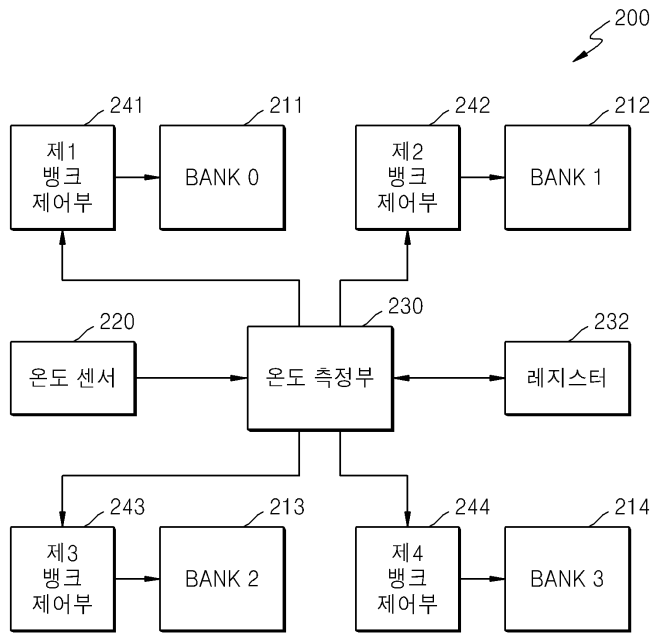 200
241
211
242
212
제1
뱅크
제어부
BANK 0
제2
뱅크
제어부
BANK 1
220
230
232
온도 센서
온도 측정부
레지스터
243
213
244
214
제3
뱅크
제어부
BANK 2
제4
뱅크
제어부
BANK 3